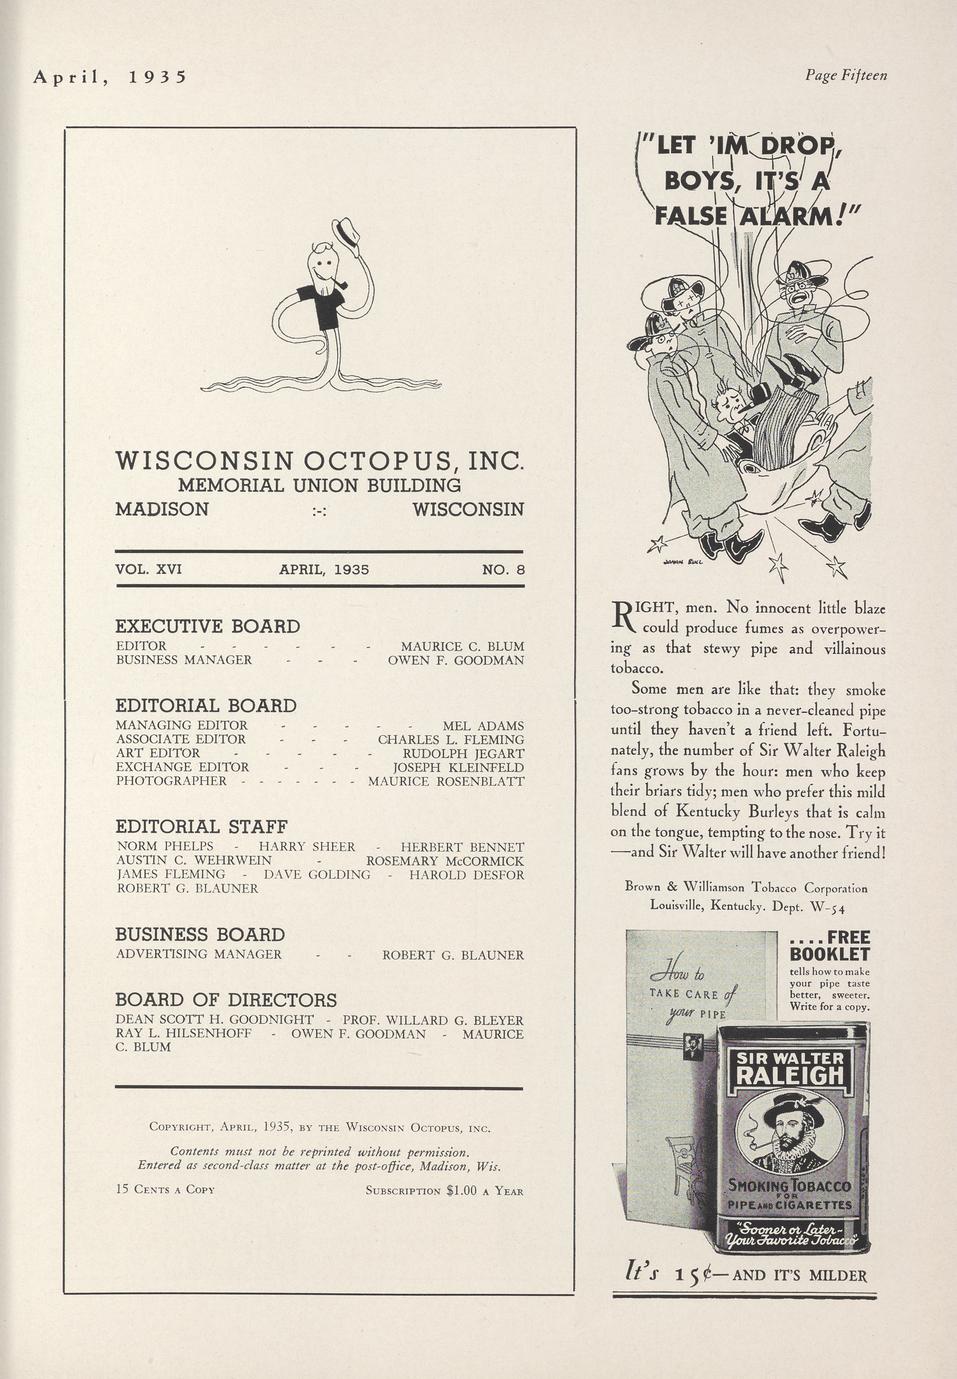 April, 1935
Page Fifteen
WISCONSIN OCTOPUS, INC.
MEMORIAL UNION BUILDING
MADISON :-: WISCONSIN
VOL. XVI APRIL, 1935 NO. 8
EXECUTIVE BOARD
EDITOR - - - - - - MAURICE C. BLUM
BUSINESS MANAGER - - - OWEN F. GOODMAN
EDITORIAL BOARD
MANAGING EDITOR - - - - - MEL ADAMS
ASSOCIATE EDITOR - - - CHARLES L. FLEMING
ART EDITOR - - - - - RUDOLPH JEGART
EXCHANGE EDITOR - - - JOSEPH KLEINFELD
PHOTOGRAPHER - - - - - - - MAURICE ROSENBLATT
EDITORIAL STAFF
NORM PHELPS - HARRY SHEER - HERBERT BENNET
AUSTIN C. WEHRWEIN - ROSEMARY McCORMICK
JAMES FLEMING - DAVE GOLDING - HAROLD DESFOR
ROBERT G. BLAUNER
BUSINESS BOARD
ADVERTISING MANAGER - - ROBERT G. BLAUNER
BOARD OF DIRECTORS
DEAN SCOTT H. GOODNIGHT - PROF. WILLARD G. BLEYER
RAY L. HILSENHOFF - OWEN F. GOODMAN - MAURICE
C. BLUM
COPYRIGHT, APRIL, 1935, BY THE WISCONSIN OCTOPUS, INC.
Contents must not be reprinted without permission.
Entered as second-class matter at the post-office, Madison, Wis.
15 CENTS A COPY SUBSCRIPTION $1.00 A YEAR
"LET 'IM DROP,
BOYS, IT'S A
FALSE ALARM!"
RIGHT, men. No innocent little blaze
could produce fumes as overpower-
ing as that stewy pipe and villainous
tobacco.
Some men are like that: they smoke
too-strong tobacco in a never-cleaned pipe
until they haven't a friend left. Fortu-
nately, the number of Sir Walter Raleigh
fans grows by the hour: men who keep
their briars tidy; men who prefer this mild
blend of Kentucky Burleys that is calm
on the tongue, tempting to the nose. Try it
—and Sir Walter will have another friend!
Brown & Williamson Tobacco Corporation
Louisville, Kentucky. Dept. W-54
How to
TAKE CARE of
your PIPE
....FREE
BOOKLET
tells how to make
your pipe taste
better, sweeter.
Write for a copy.
SIR WALTER
RALEIGH
SMOKING TOBACCO
FOR
PIPE AND CIGARETTES
"Sooner or Later-
Your Favorite Tobacco"
It's 15¢—AND IT'S MILDER